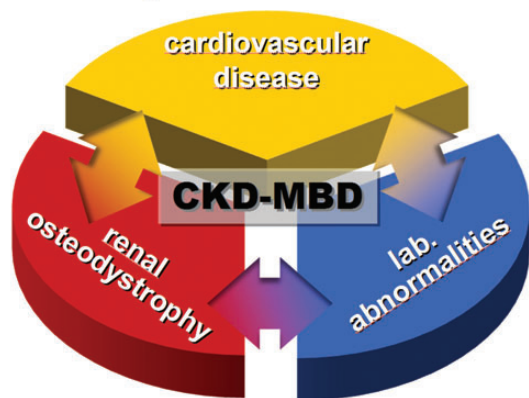 cardiovascular
disease
CKD-MBD
renal
osteodystrophy
lab.
abnormalities